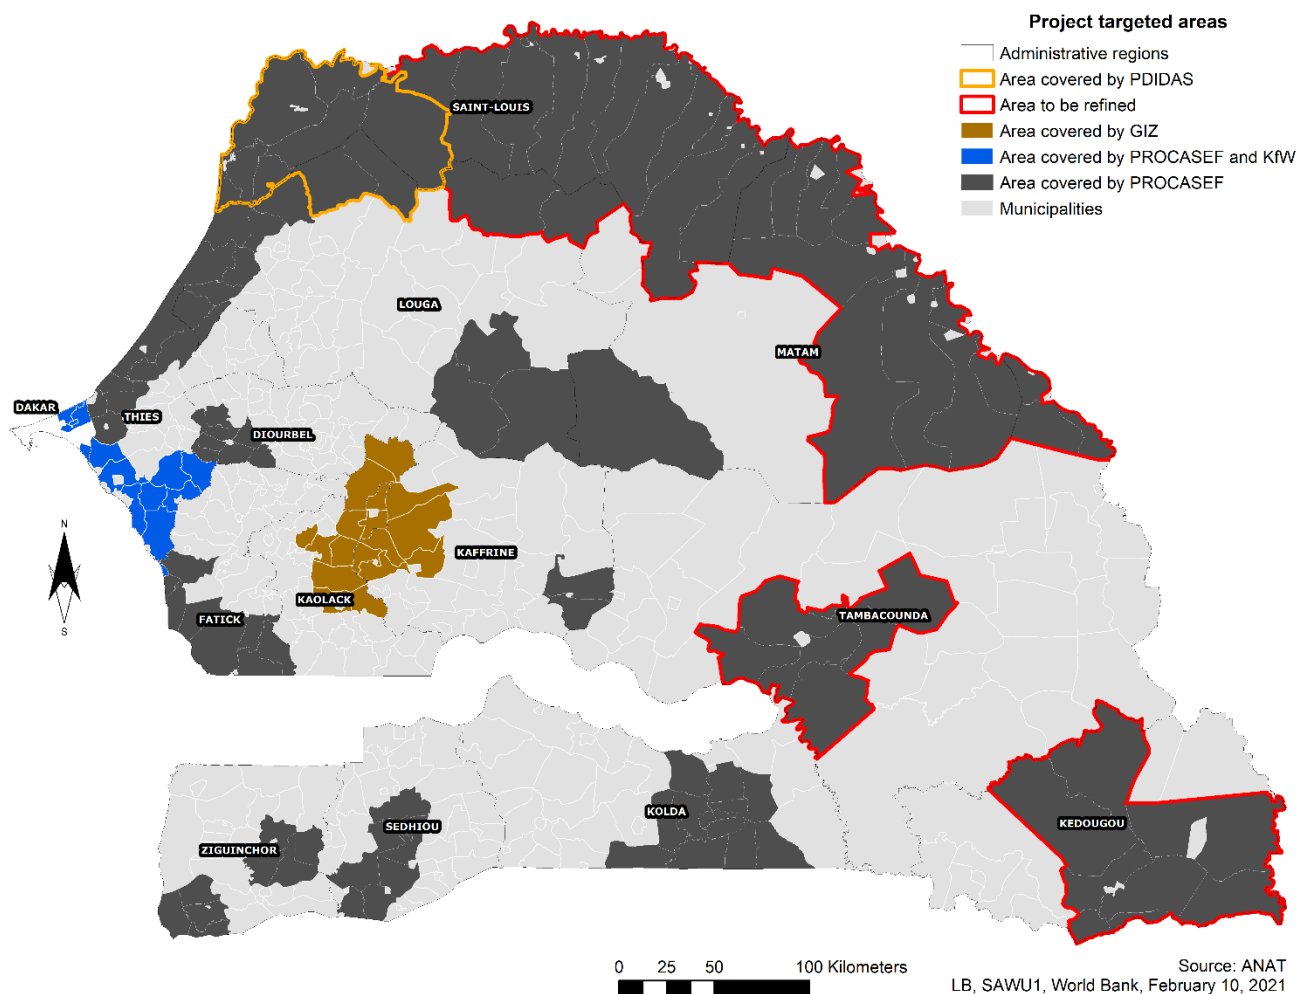 Project targeted areas
Administrative regions
Area covered by PDIDAS
Area to be refined
Area covered by GIZ
Area covered by PROCASEF and KfW
Area covered by PROCASEF
Municipalities
SAINT-LOUIS
LOUGA
MATAM
DAKAR
THIES
DIOURBEL
KAFFRINE
KAOLACK
FATICK
TAMBACOUNDA
KOLDA
SEDHIOU
KEDOUGOU
ZIGUINCHOR
N
S
0 25 50 100 Kilometers
Source: ANAT
LB, SAWU1, World Bank, February 10, 2021